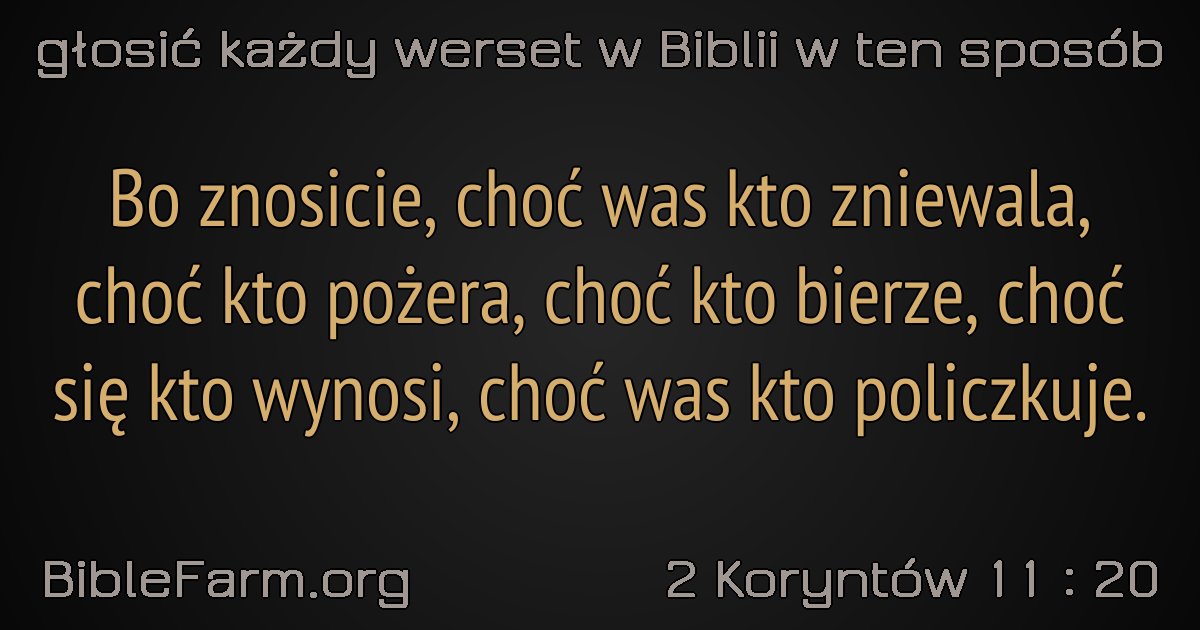 głosić każdy werset w Biblii w ten sposób
Bo znosicie, choć was kto zniewala,
choć kto pożera, choć kto bierze, choć
się kto wynosi, choć was kto policzkuje.
BibleFarm.org
2 Koryntów 11 : 20